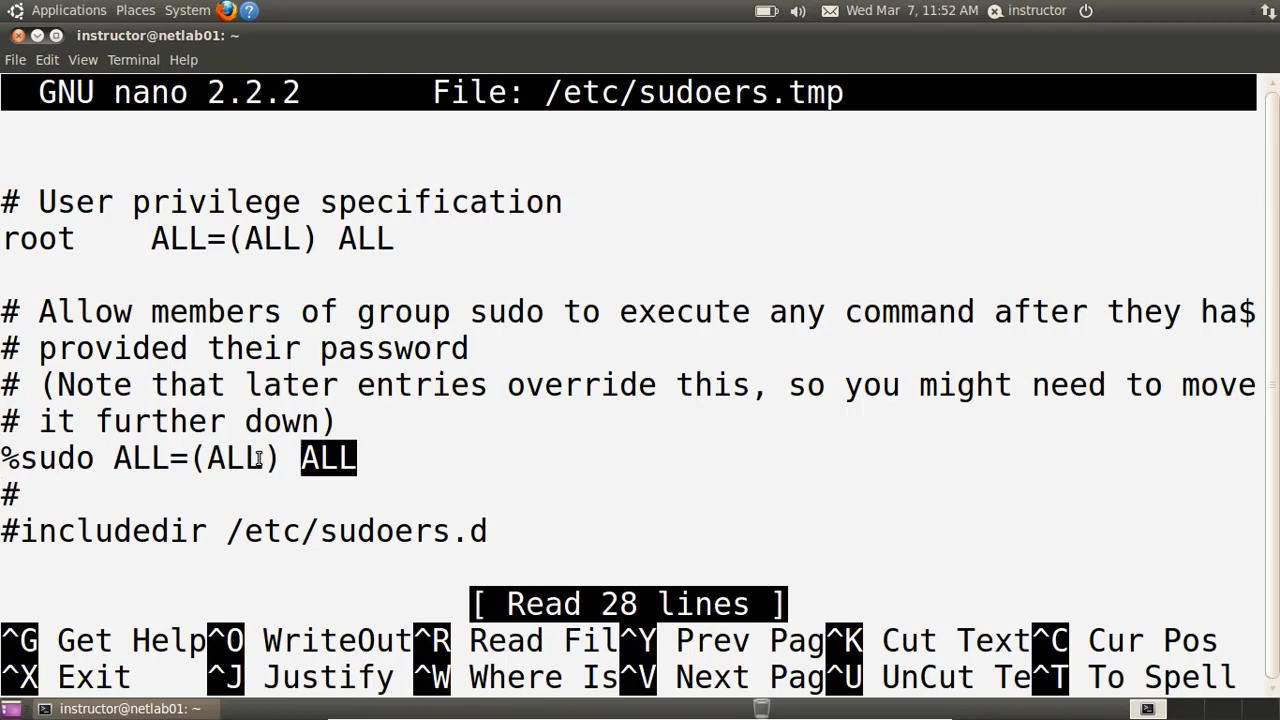 Applications Places System Wed Mar 7, 11:52 AM instructor
instructor@netlab01: ~
File Edit View Terminal Help
GNU nano 2.2.2 File: /etc/sudoers.tmp
# User privilege specification
root ALL=(ALL) ALL
# Allow members of group sudo to execute any command after they ha$
# provided their password
# (Note that later entries override this, so you might need to move
# it further down)
%sudo ALL=(ALL) ALL
#
#includedir /etc/sudoers.d
[ Read 28 lines ]
^G Get Help ^O WriteOut ^R Read Fil ^Y Prev Pag ^K Cut Text ^C Cur Pos
^X Exit ^J Justify ^W Where Is ^V Next Pag ^U UnCut Te ^T To Spell
instructor@netlab01: ~